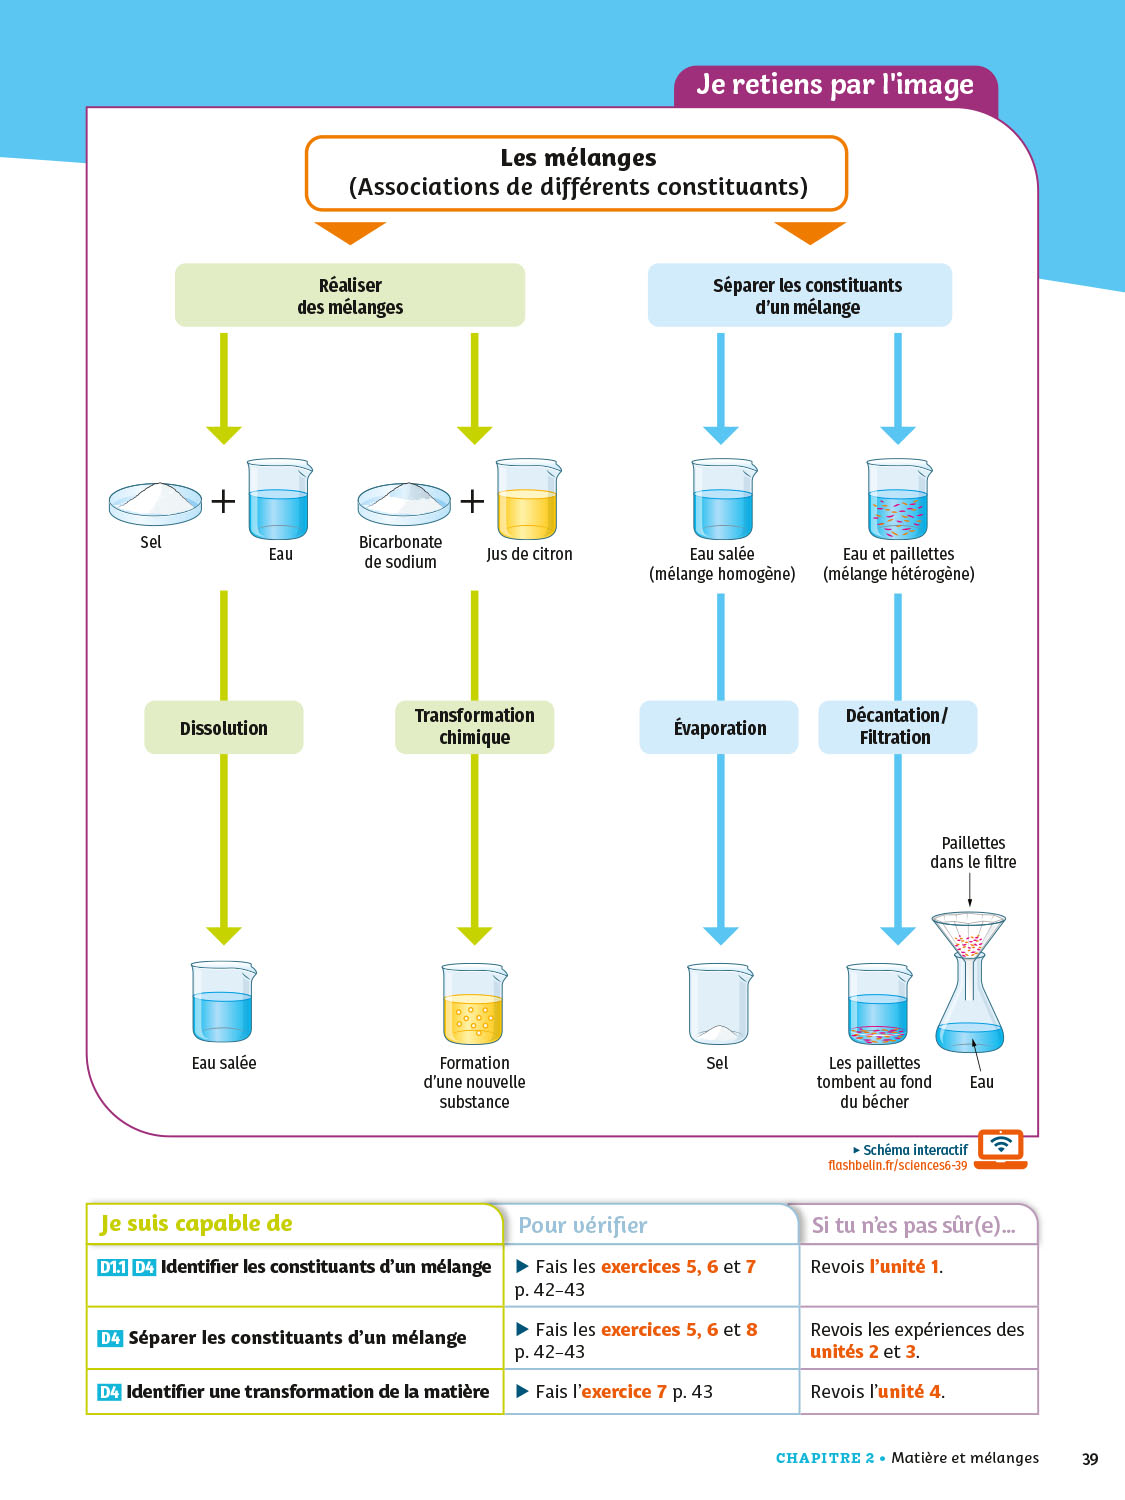 Je retiens par l'image
Les mélanges
(Associations de différents constituants)
Réaliser
des mélanges
Séparer les constituants
d'un mélange
Sel
+
Eau
Bicarbonate
de sodium
+
Jus de citron
Eau salée
(mélange homogène)
Eau et paillettes
(mélange hétérogène)
Dissolution
Transformation
chimique
Évaporation
Décantation/
Filtration
Paillettes
dans le filtre
Eau salée
Formation
d'une nouvelle
substance
Sel
Les paillettes
tombent au fond
du bécher
Eau
▸ Schéma interactif
flashbelin.fr/sciences6-39
Je suis capable de
Pour vérifier
Si tu n'es pas sûr(e)...
D1.1 D4 Identifier les constituants d'un mélange
▶ Fais les exercices 5, 6 et 7
p. 42–43
Revois l'unité 1.
D4 Séparer les constituants d'un mélange
▶ Fais les exercices 5, 6 et 8
p. 42–43
Revois les expériences des
unités 2 et 3.
D4 Identifier une transformation de la matière
▶ Fais l'exercice 7 p. 43
Revois l'unité 4.
CHAPITRE 2 • Matière et mélanges
39